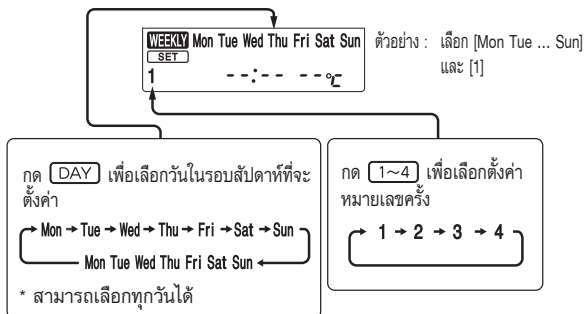 WEEKLY Mon Tue Wed Thu Fri Sat Sun
SET
1 --:-- --℃
ตัวอย่าง : เลือก [Mon Tue ... Sun]
และ [1]
กด DAY เพื่อเลือกวันในรอบสัปดาห์ที่จะ
ตั้งค่า
Mon → Tue → Wed → Thu → Fri → Sat → Sun
Mon Tue Wed Thu Fri Sat Sun
* สามารถเลือกทุกวันได้
กด 1~4 เพื่อเลือกตั้งค่า
หมายเลขครั้ง
1 → 2 → 3 → 4